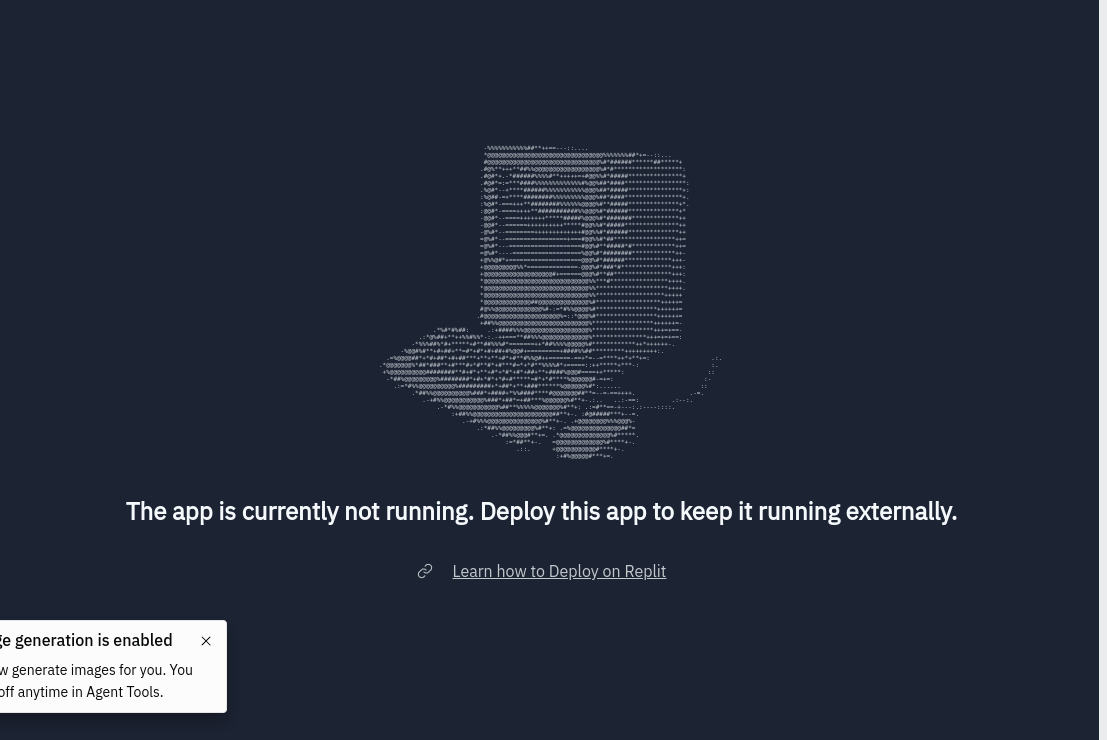 The app is currently not running. Deploy this app to keep it running externally.
Learn how to Deploy on Replit
generation is enabled
generate images for you. You
off anytime in Agent Tools.